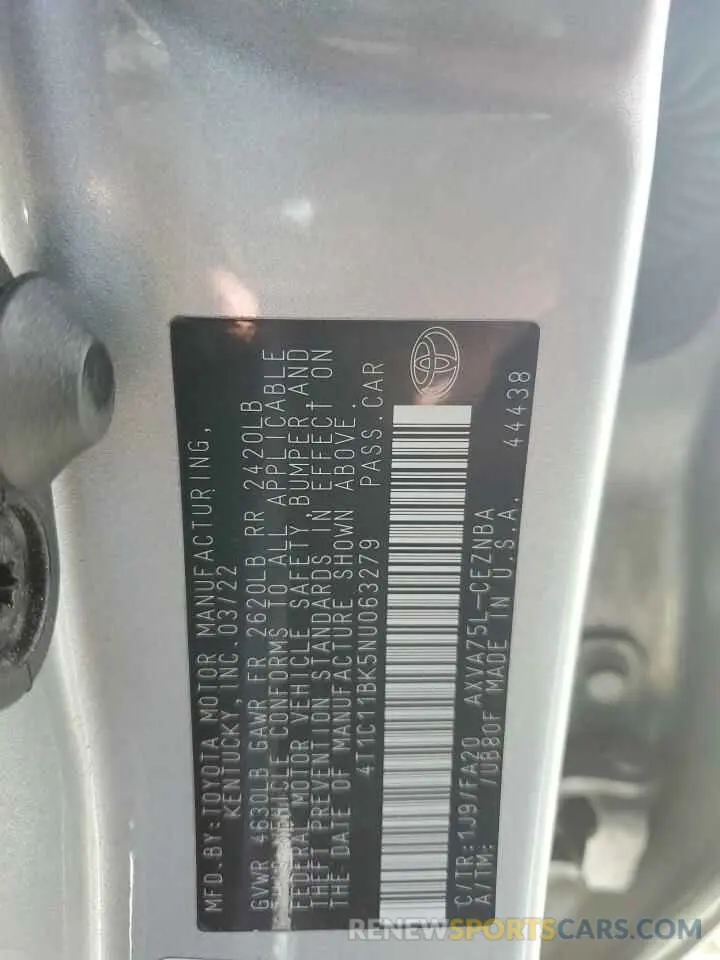 MFD.BY:TOYOTA MOTOR MANUFACTURING,
KENTUCKY, INC.03/22
GVWR 4630LB GAWR FR 2620LB RR 2420LB
THIS VEHICLE CONFORMS TO ALL APPLICABLE
FEDERAL MOTOR VEHICLE SAFETY, BUMPER, AND
THEFT PREVENTION STANDARDS IN EFFECT ON
THE DATE OF MANUFACTURE SHOWN ABOVE.
4T1C11BK5NU063279 PASS.CAR
C/TR:1J9/FA20 AXVA75L-CEZNBA 44438
A/TM: /UB80F MADE IN U.S.A.
RENEWSPORTSCARS.COM